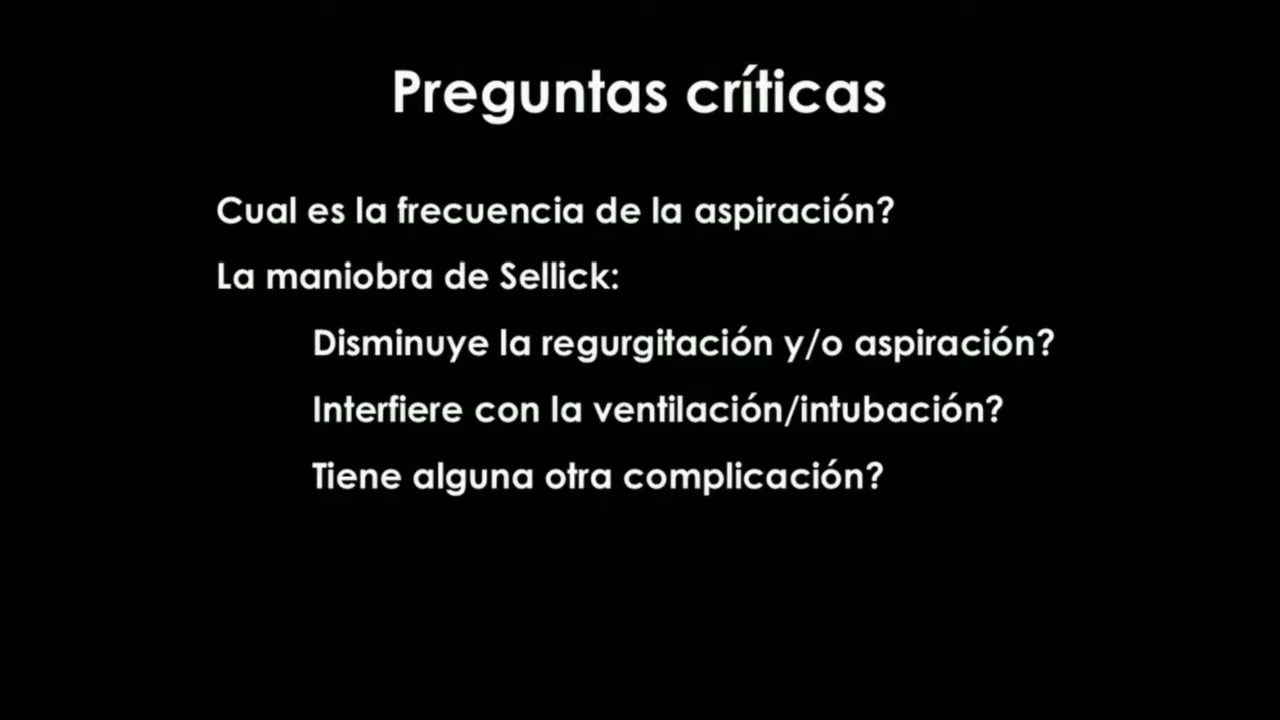 Preguntas críticas
Cual es la frecuencia de la aspiración?
La maniobra de Sellick:
Disminuye la regurgitación y/o aspiración?
Interfiere con la ventilación/intubación?
Tiene alguna otra complicación?